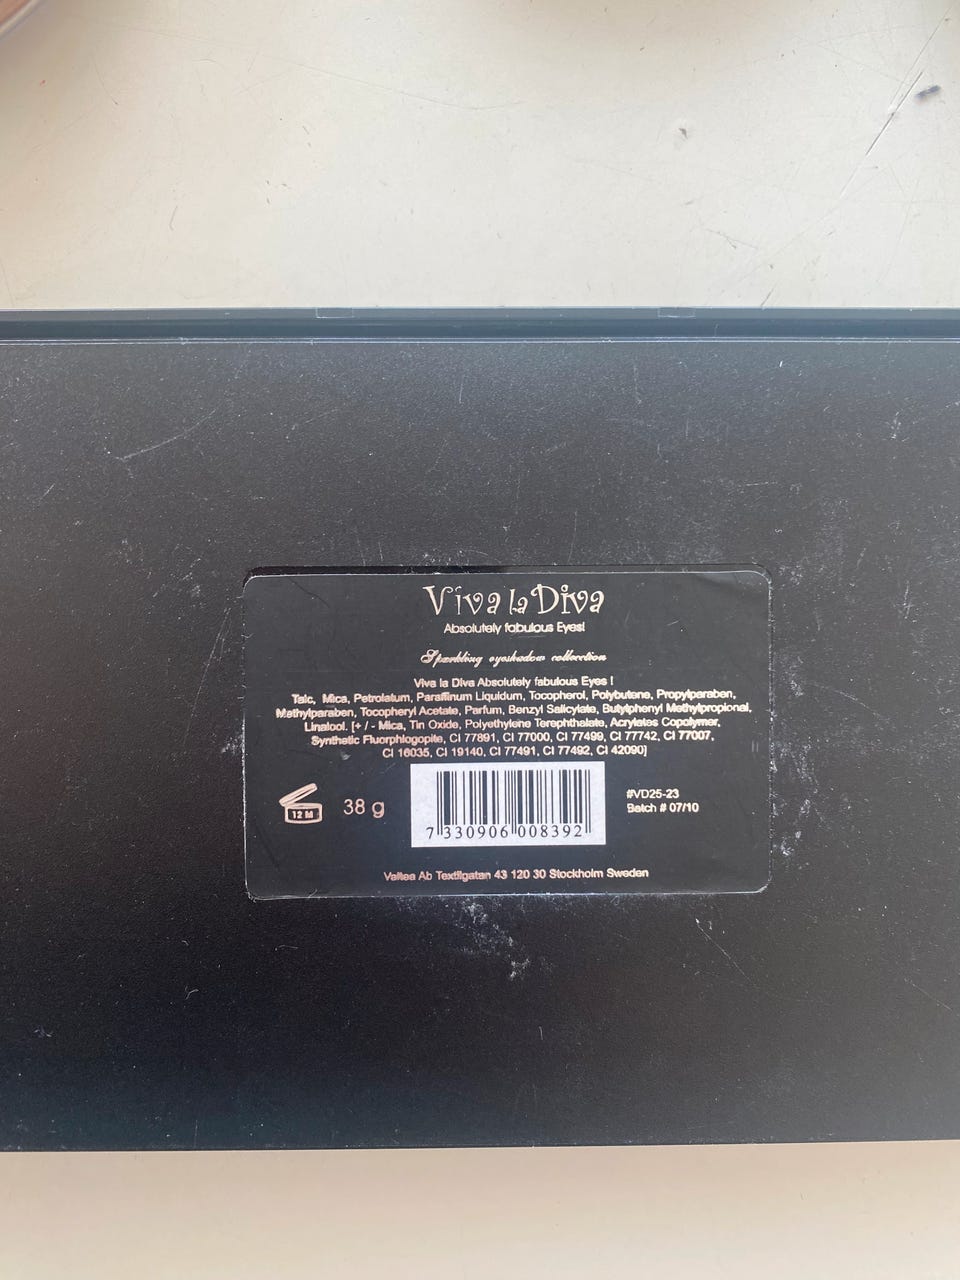 Viva la Diva
Absolutely fabulous Eyes!
Sparkling eyeshadow collection
Viva la Diva Absolutely fabulous Eyes !
Talc, Mica, Petrolatum, Paraffinum Liquidum, Tocopherol, Polybutene, Propylparaben,
Methylparaben, Tocopheryl Acetate, Parfum, Benzyl Salicylate, Butylphenyl Methylpropional,
Linalool. [+ / - Mica, Tin Oxide, Polyethylene Terephthalate, Acrylates Copolymer,
Synthetic Fluorphlogopite, CI 77891, CI 77000, CI 77499, CI 77742, CI 77007,
CI 16035, CI 19140, CI 77491, CI 77492, CI 42090]
12 M
38 g
7 330906 008392
#VD25-23
Batch # 07/10
Valtea Ab Textilgatan 43 120 30 Stockholm Sweden